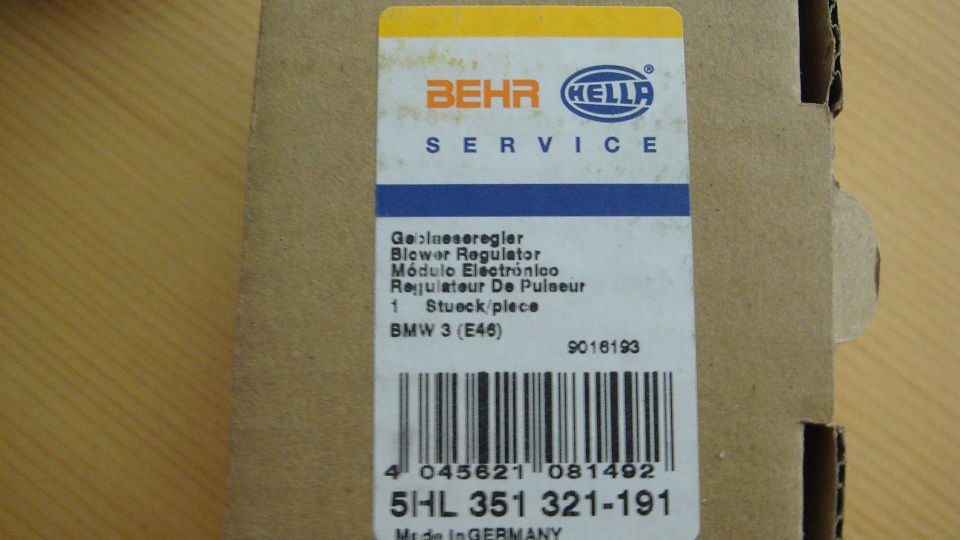 BEHR HELLA®
SERVICE
Geblaeseregler
Blower Regulator
Módulo Electrónico
Regulateur De Pulseur
1 Stueck/piece
BMW 3 (E46)
9016193
4 045621 081492
5HL 351 321-191
Made in GERMANY